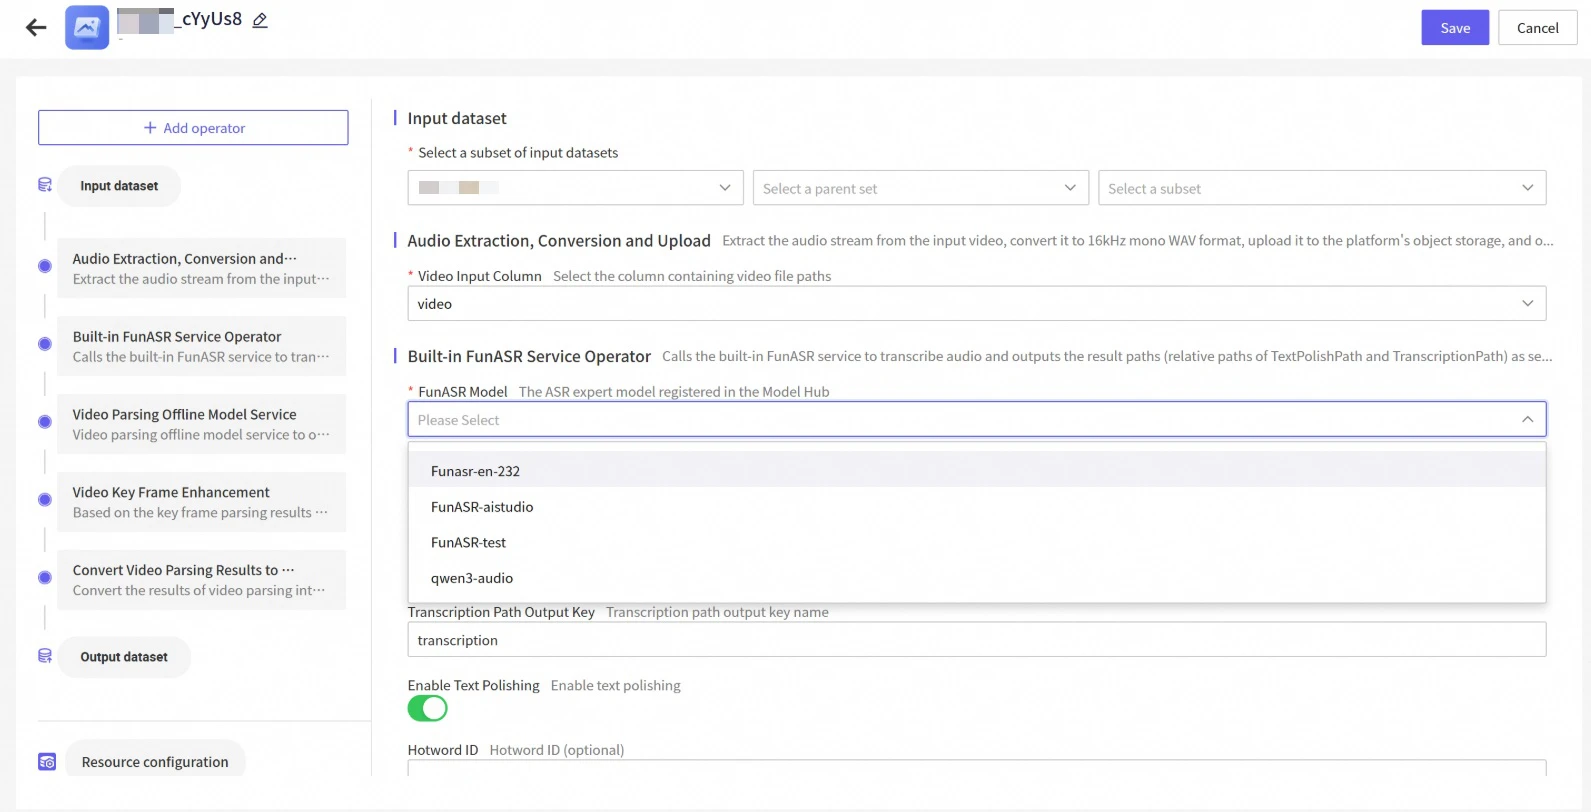 _cYyUs8
Save
Cancel
Add operator
Input dataset
Audio Extraction, Conversion and···
Extract the audio stream from the input···
Built-in FunASR Service Operator
Calls the built-in FunASR service to tran···
Video Parsing Offline Model Service
Video parsing offline model service to o···
Video Key Frame Enhancement
Based on the key frame parsing results ···
Convert Video Parsing Results to ···
Convert the results of video parsing int···
Output dataset
Resource configuration
Input dataset
* Select a subset of input datasets
Select a parent set
Select a subset
Audio Extraction, Conversion and Upload Extract the audio stream from the input video, convert it to 16kHz mono WAV format, upload it to the platform's object storage, and o...
* Video Input Column Select the column containing video file paths
video
Built-in FunASR Service Operator Calls the built-in FunASR service to transcribe audio and outputs the result paths (relative paths of TextPolishPath and TranscriptionPath) as se...
* FunASR Model The ASR expert model registered in the Model Hub
Please Select
Funasr-en-232
FunASR-aistudio
FunASR-test
qwen3-audio
Transcription Path Output Key Transcription path output key name
transcription
Enable Text Polishing Enable text polishing
Hotword ID Hotword ID (optional)